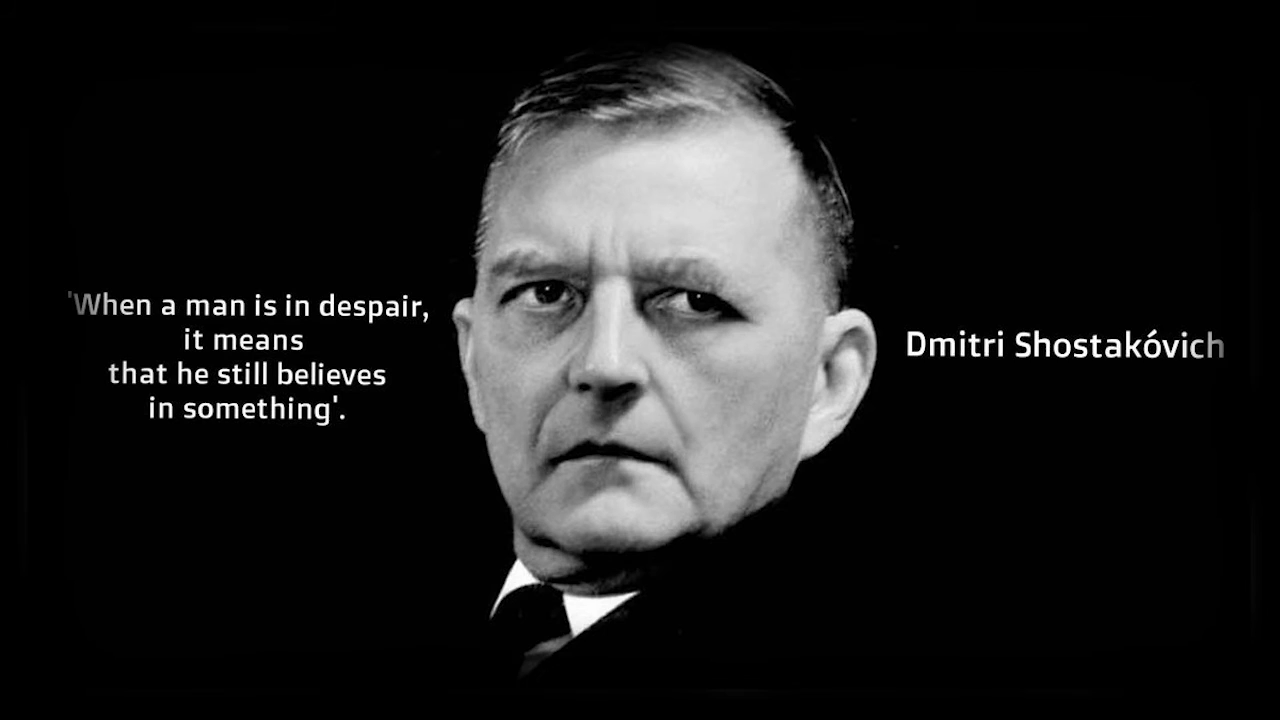 'When a man is in despair,
it means
that he still believes
in something'.
Dmitri Shostakóvich